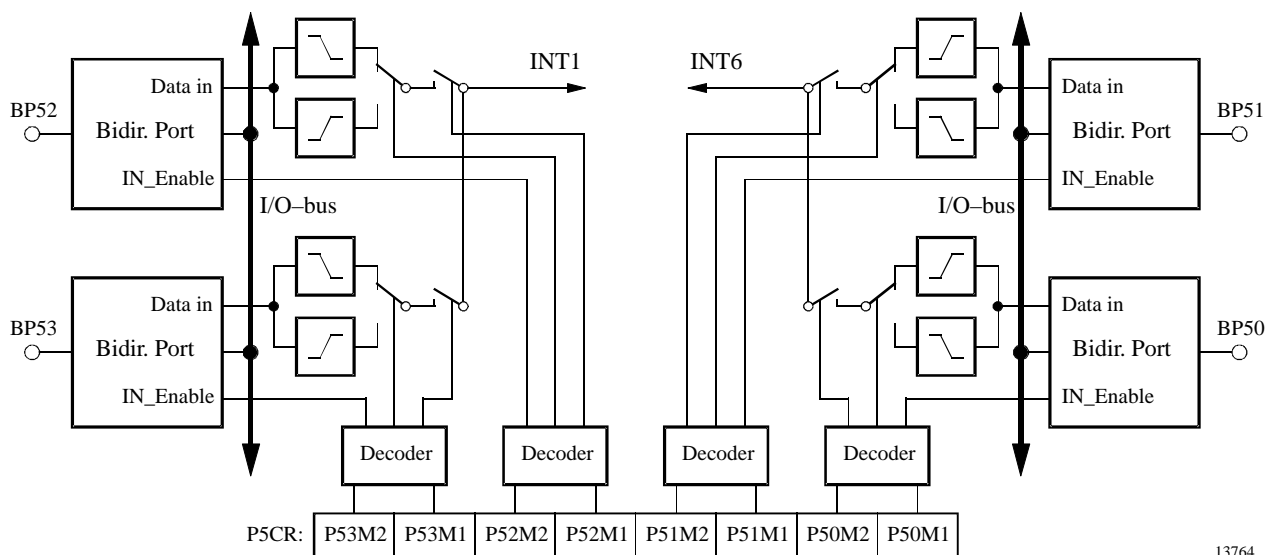 INT1
INT6
Data in
Data in
BP52
BP51
Bidir. Port
Bidir. Port
IN_Enable
IN_Enable
I/O–bus
I/O–bus
Data in
Data in
BP53
BP50
Bidir. Port
Bidir. Port
IN_Enable
IN_Enable
Decoder
Decoder
Decoder
Decoder
P5CR: P53M2 P53M1 P52M2 P52M1 P51M2 P51M1 P50M2 P50M1
13764